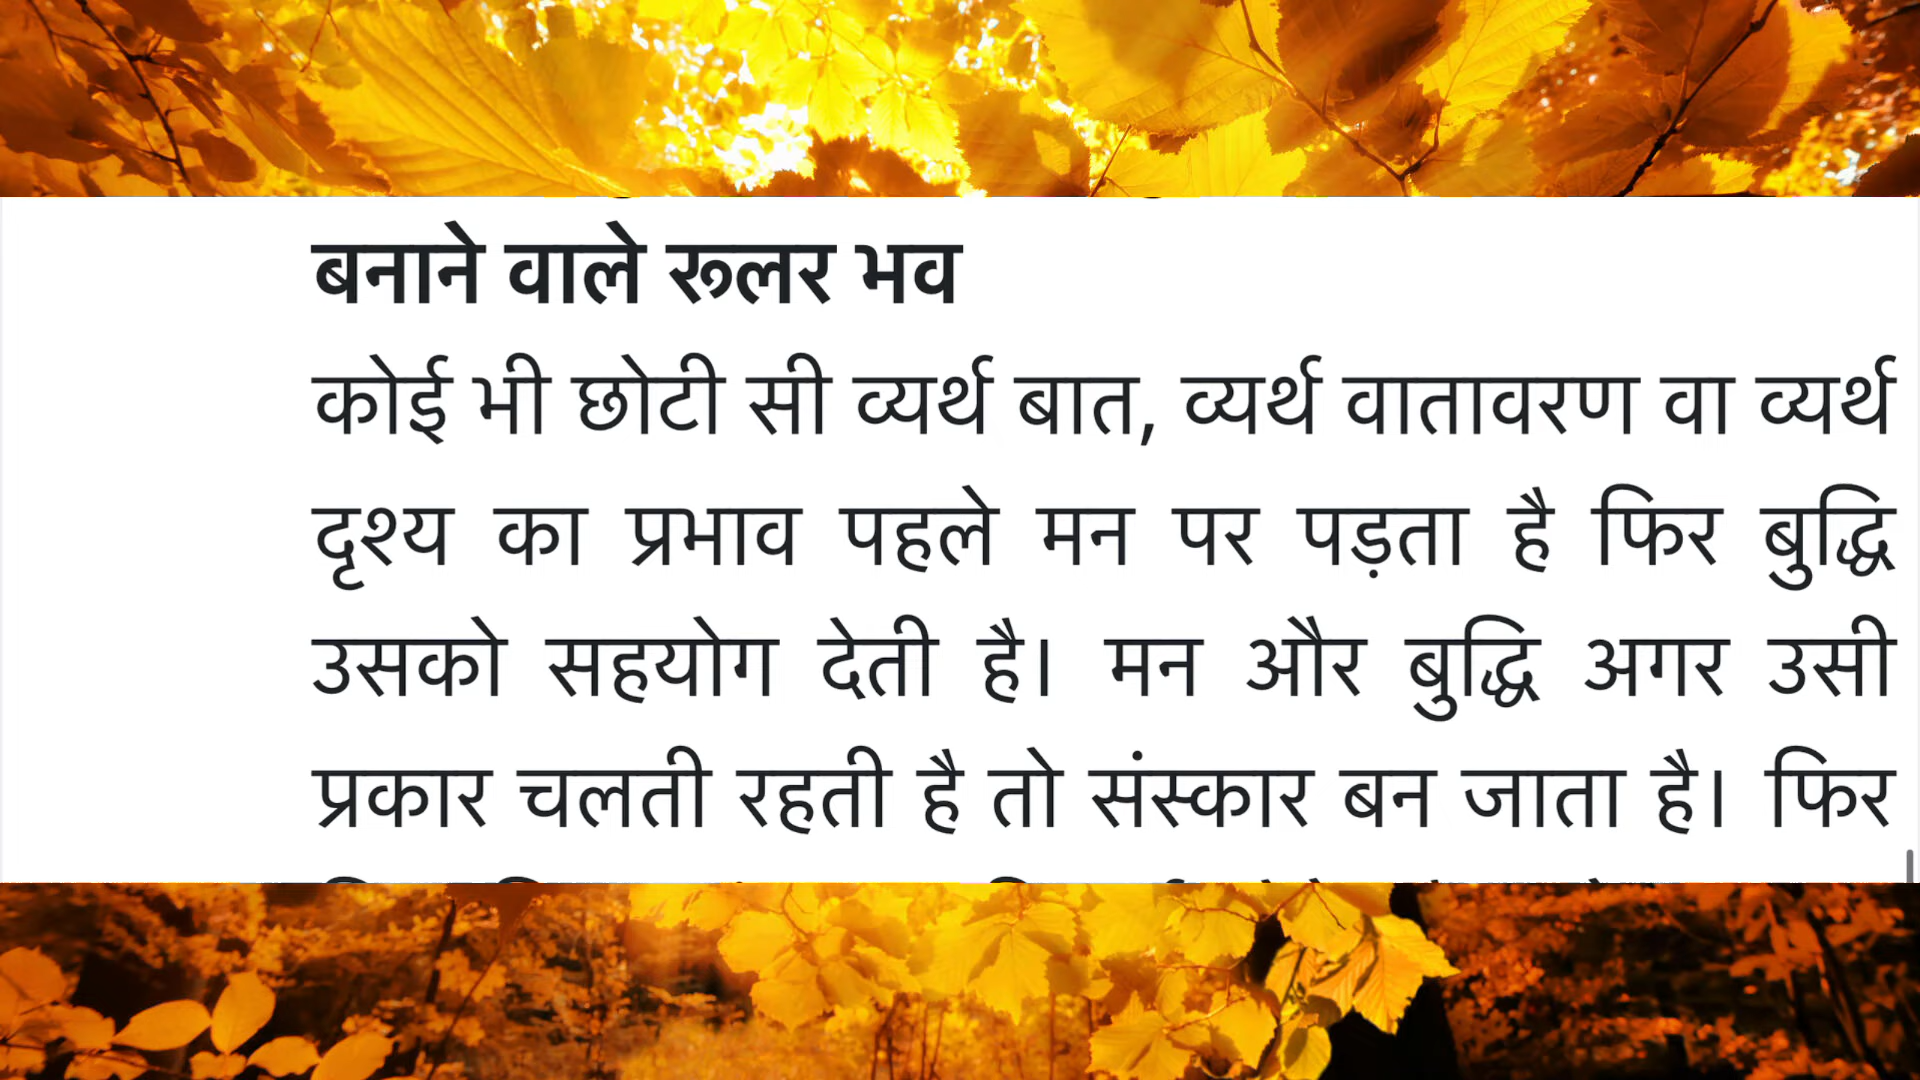 बनाने वाले रूलर भव
कोई भी छोटी सी व्यर्थ बात, व्यर्थ वातावरण वा व्यर्थ
दृश्य का प्रभाव पहले मन पर पड़ता है फिर बुद्धि
उसको सहयोग देती है। मन और बुद्धि अगर उसी
प्रकार चलती रहती है तो संस्कार बन जाता है। फिर